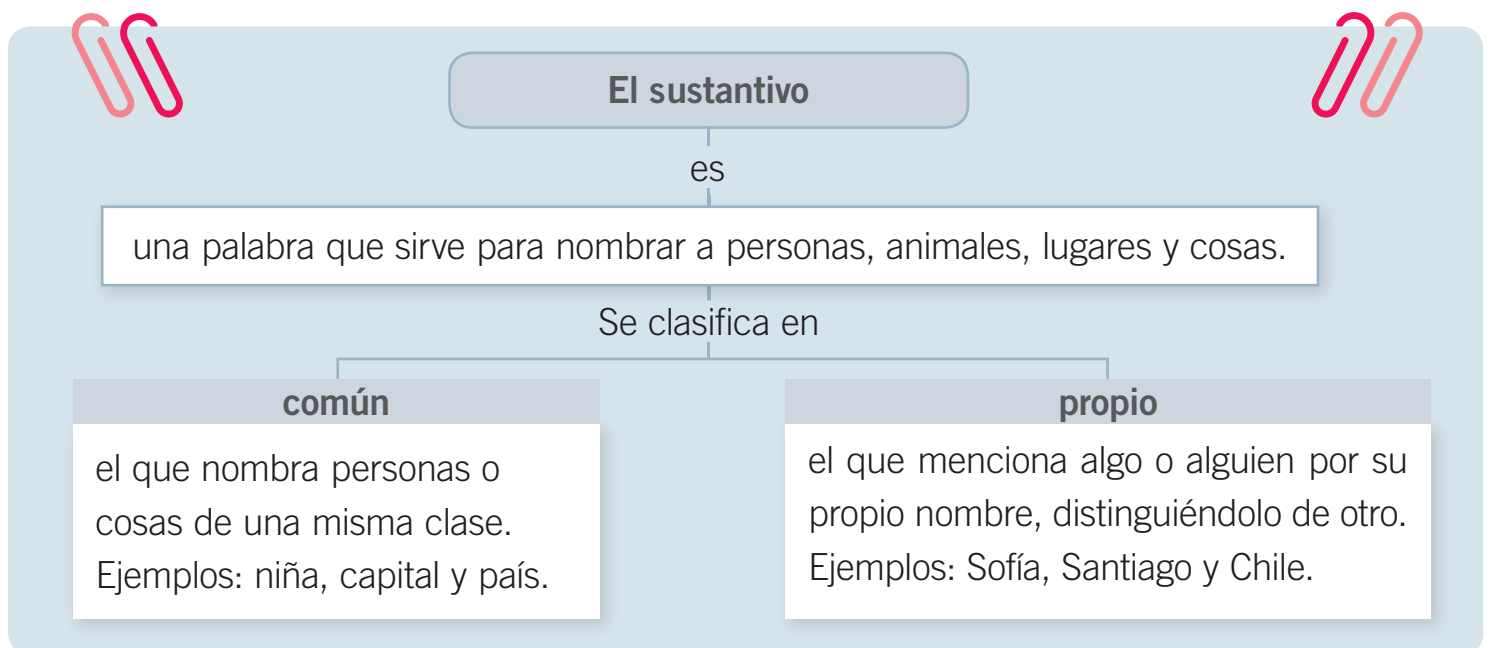 El sustantivo
es
una palabra que sirve para nombrar a personas, animales, lugares y cosas.
Se clasifica en
común
el que nombra personas o
cosas de una misma clase.
Ejemplos: niña, capital y país.
propio
el que menciona algo o alguien por su
propio nombre, distinguiéndolo de otro.
Ejemplos: Sofía, Santiago y Chile.